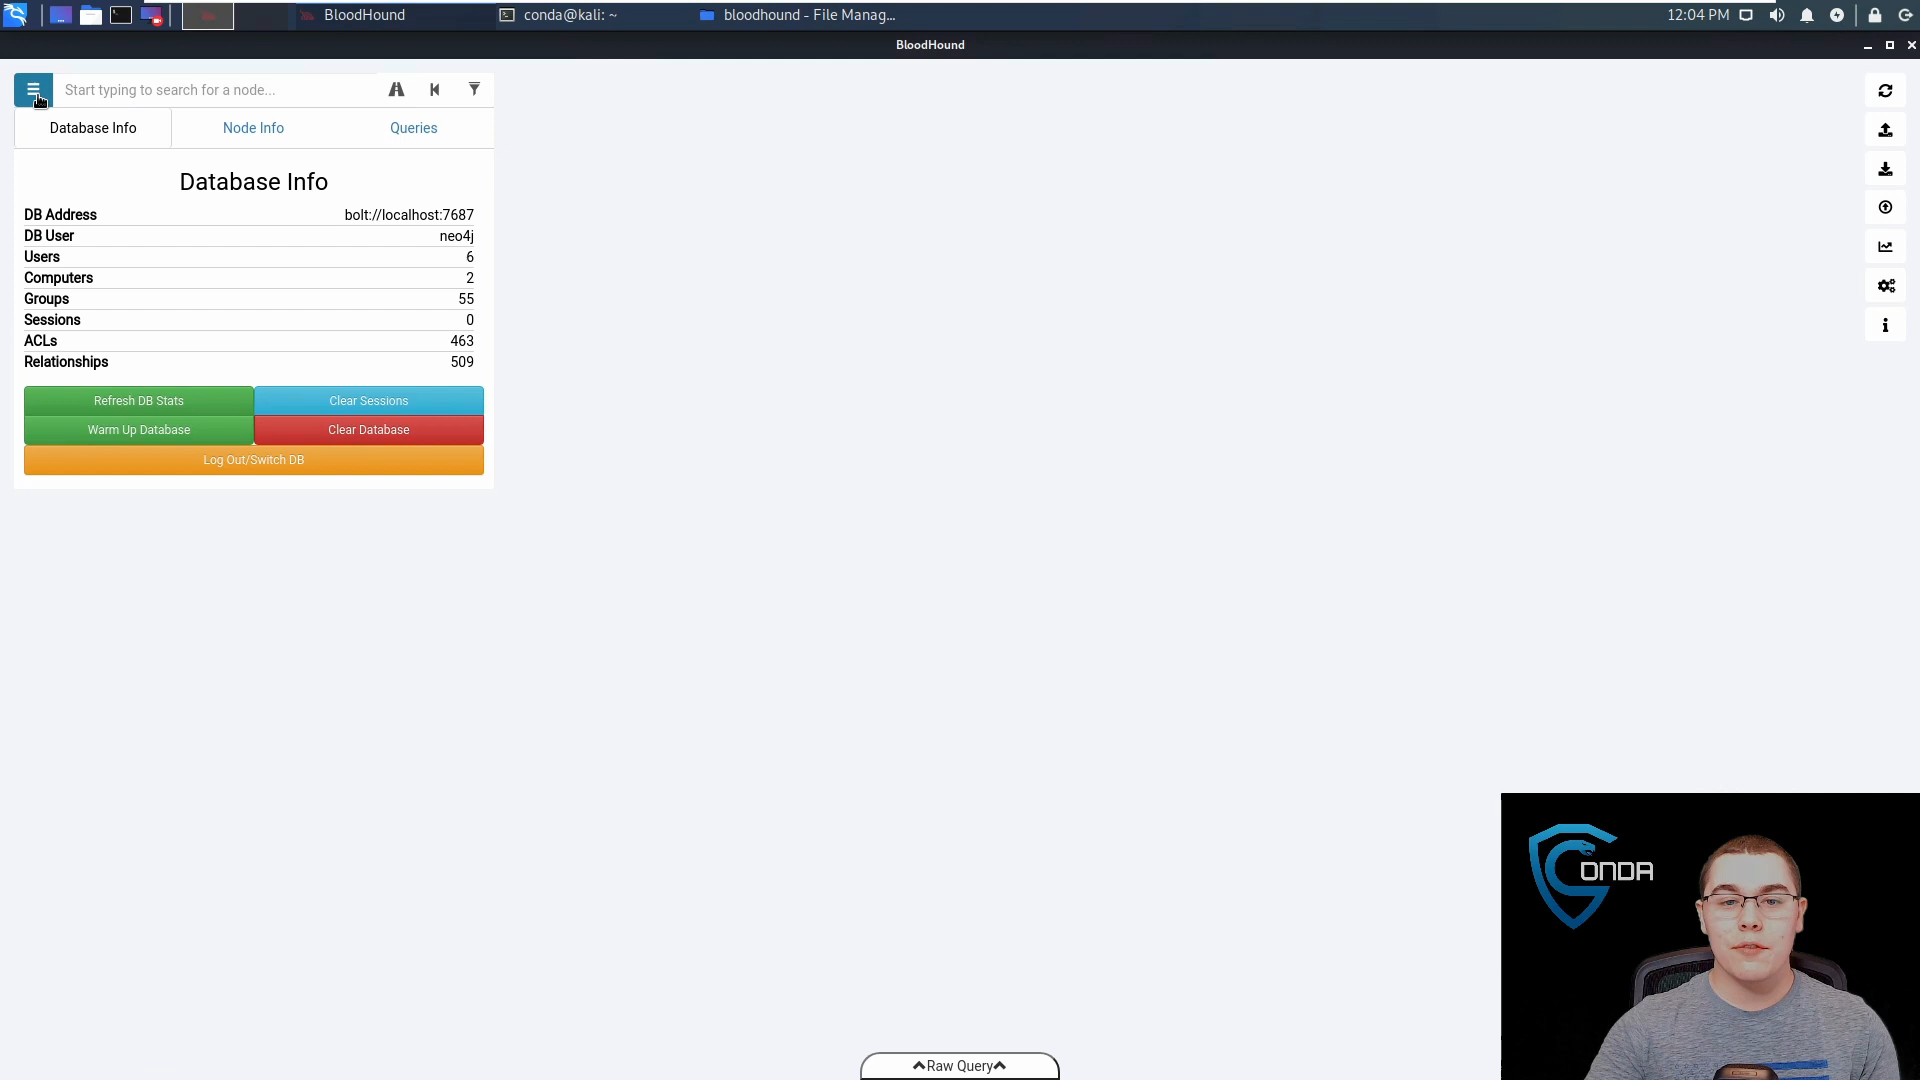 BloodHound
conda@kali: ~
bloodhound - File Manag...
12:04 PM
BloodHound
Start typing to search for a node...
Database Info
Node Info
Queries
Database Info
DB Address bolt://localhost:7687
DB User neo4j
Users 6
Computers 2
Groups 55
Sessions 0
ACLs 463
Relationships 509
Refresh DB Stats
Clear Sessions
Warm Up Database
Clear Database
Log Out/Switch DB
CONDA
Raw Query